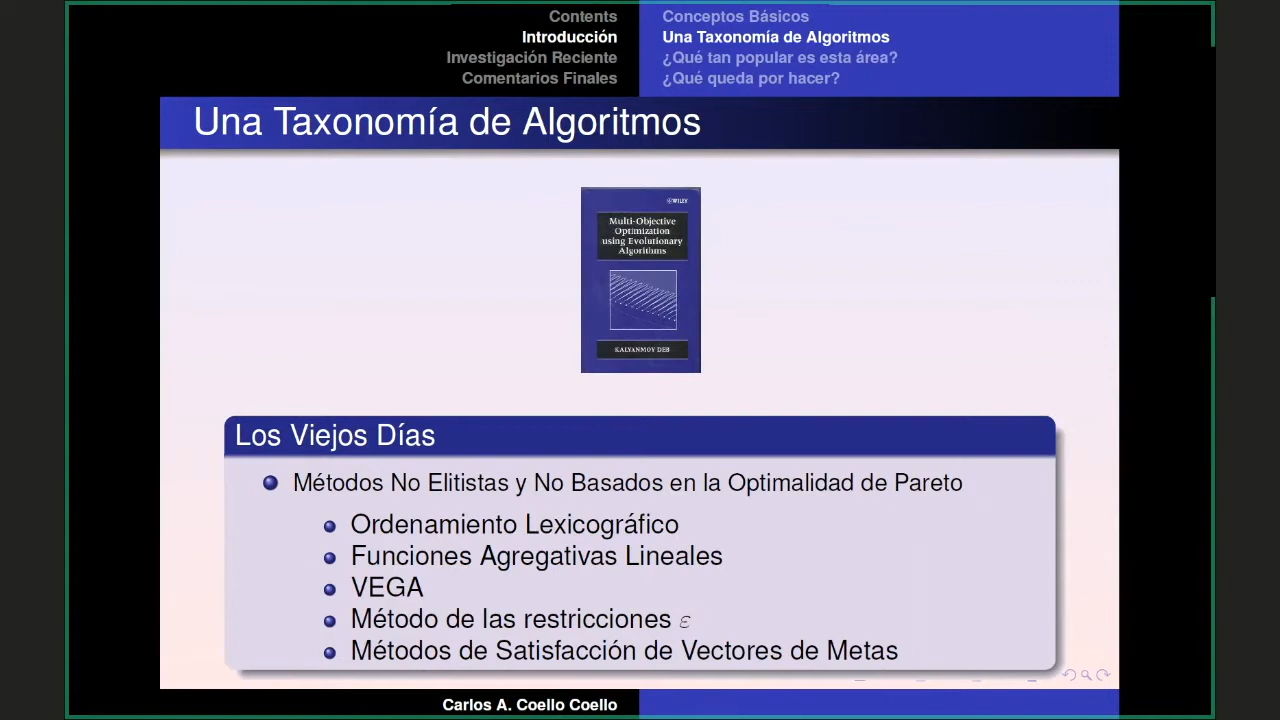 Contents
Introducción
Investigación Reciente
Comentarios Finales
Conceptos Básicos
Una Taxonomía de Algoritmos
¿Qué tan popular es esta área?
¿Qué queda por hacer?
Una Taxonomía de Algoritmos
WILEY
Multi-Objective
Optimization
using Evolutionary
Algorithms
KALYANMOY DEB
Los Viejos Días
Métodos No Elitistas y No Basados en la Optimalidad de Pareto
Ordenamiento Lexicográfico
Funciones Agregativas Lineales
VEGA
Método de las restricciones ε
Métodos de Satisfacción de Vectores de Metas
Carlos A. Coello Coello